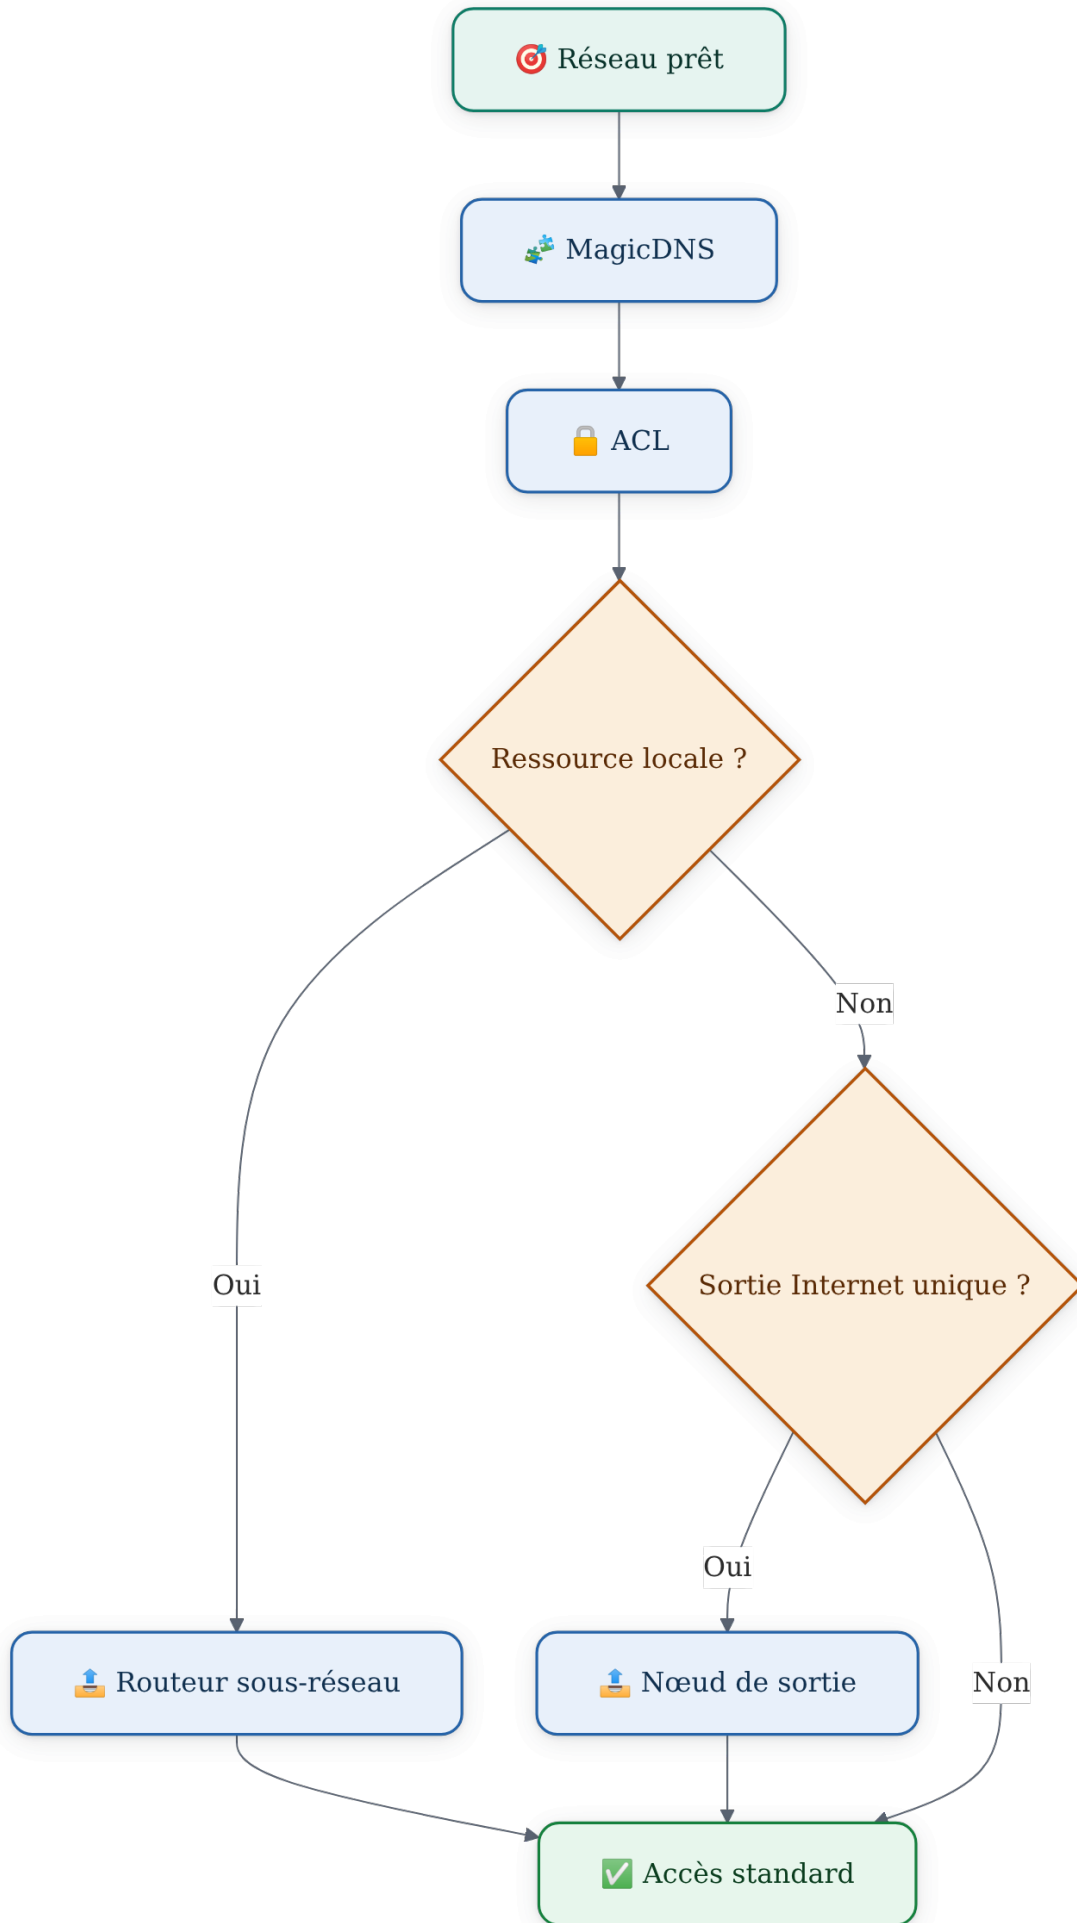 🎯 Réseau prêt
🧩 MagicDNS
🔒 ACL
Ressource locale ?
Non
Oui
Sortie Internet unique ?
Oui
📤 Routeur sous-réseau
📤 Nœud de sortie
Non
✅ Accès standard